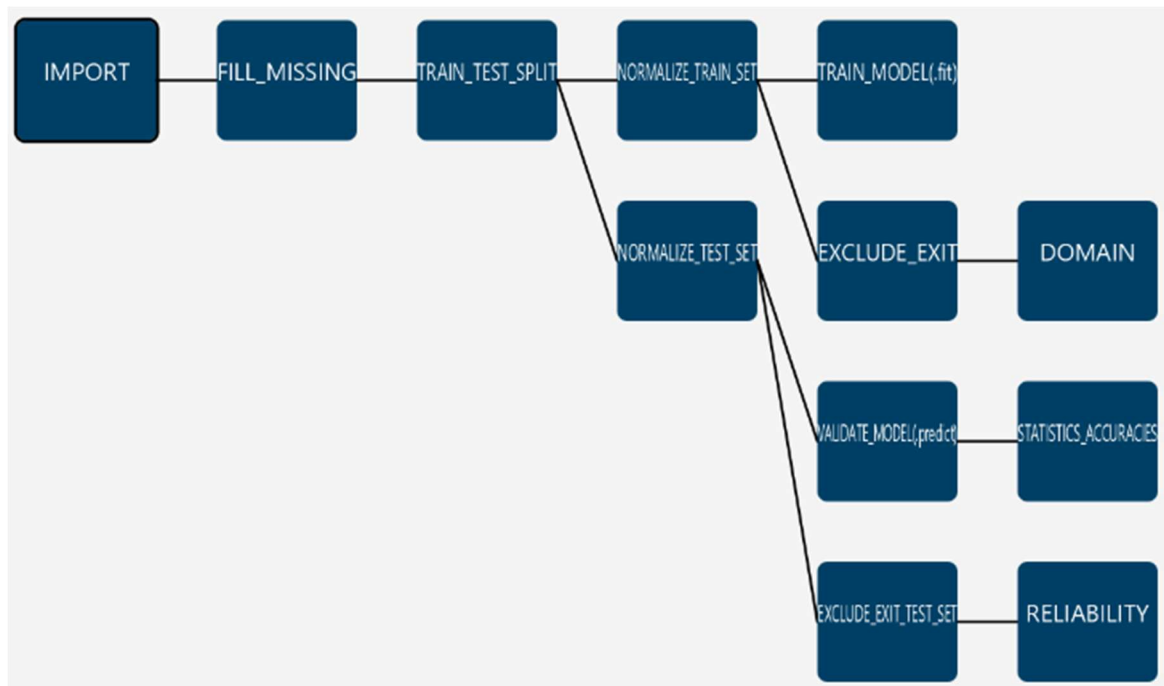 IMPORT
FILL_MISSING
TRAIN_TEST_SPLIT
NORMALIZE_TRAIN_SET
TRAIN_MODEL(.fit)
NORMALIZE_TEST_SET
EXCLUDE_EXIT
DOMAIN
VALIDATE_MODEL(.predict)
STATISTICS_ACCURACIES
EXCLUDE_EXIT_TEST_SET
RELIABILITY